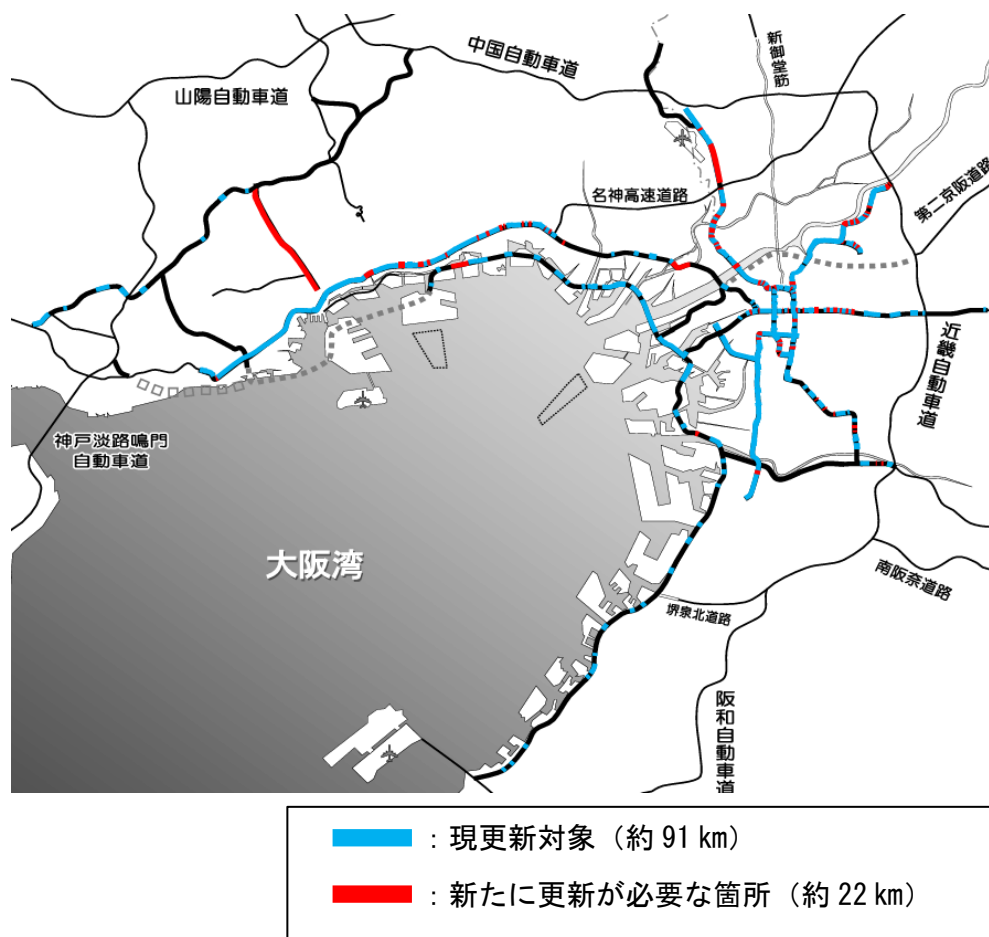 中国自動車道
新御堂筋
山陽自動車道
名神高速道路
第二京阪道路
近畿自動車道
神戸淡路鳴門
自動車道
大阪湾
南阪奈道路
堺泉北道路
阪和自動車道
：現更新対象（約 91 km）
：新たに更新が必要な箇所（約 22 km）